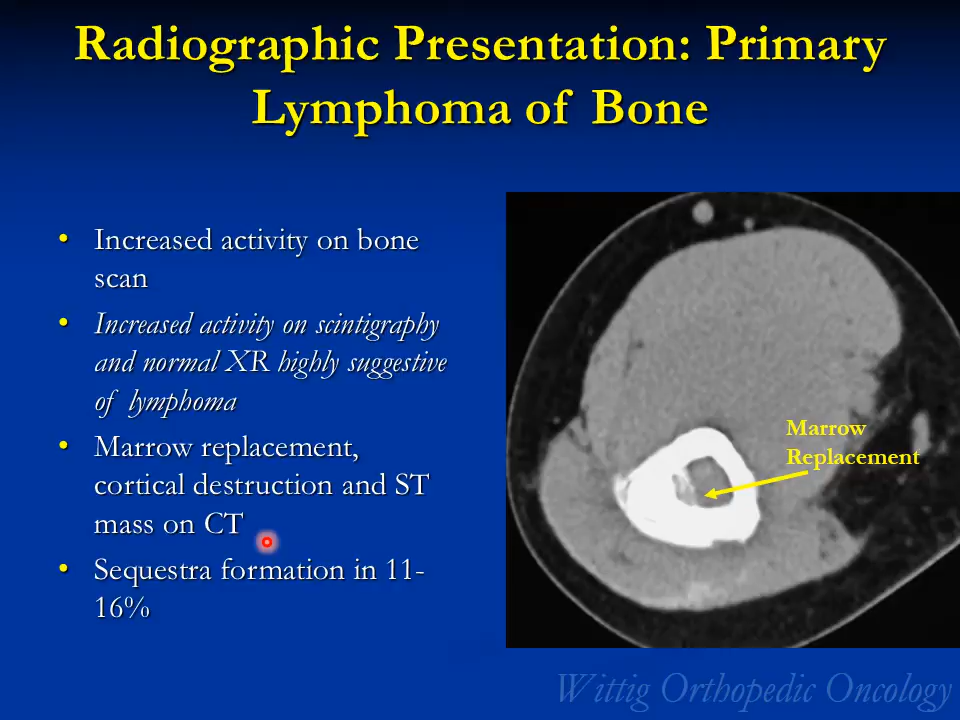 Radiographic Presentation: Primary
Lymphoma of Bone
• Increased activity on bone
scan
• Increased activity on scintigraphy
and normal XR highly suggestive
of lymphoma
• Marrow replacement,
cortical destruction and ST
mass on CT
• Sequestra formation in 11-
16%
Marrow
Replacement
Wittig Orthopedic Oncology